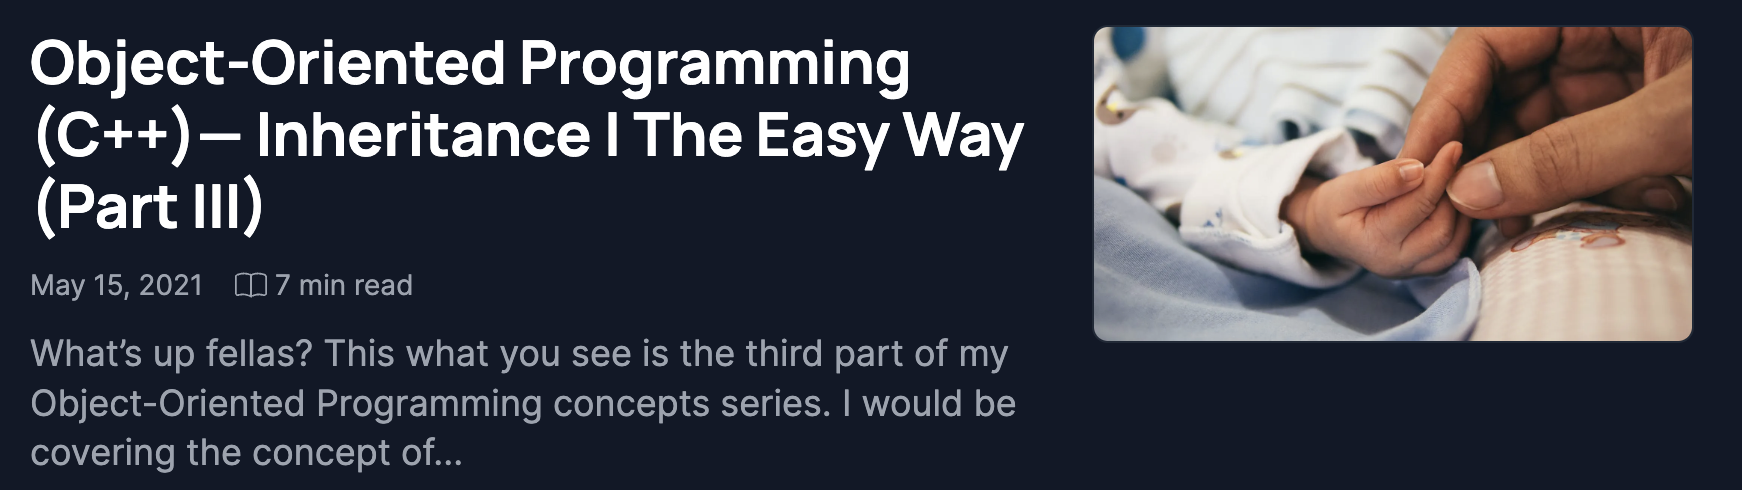 Object-Oriented Programming
(C++)— Inheritance | The Easy Way
(Part III)
May 15, 2021 7 min read
What’s up fellas? This what you see is the third part of my
Object-Oriented Programming concepts series. I would be
covering the concept of...